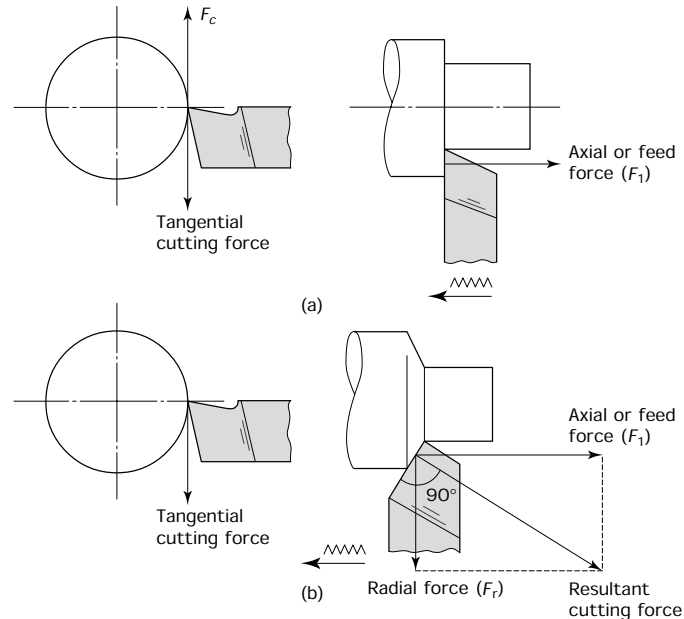 F_c
Axial or feed
force (F_1)
Tangential
cutting force
(a)
Axial or feed
force (F_1)
90°
Tangential
cutting force
(b)
Radial force (F_r)
Resultant
cutting force